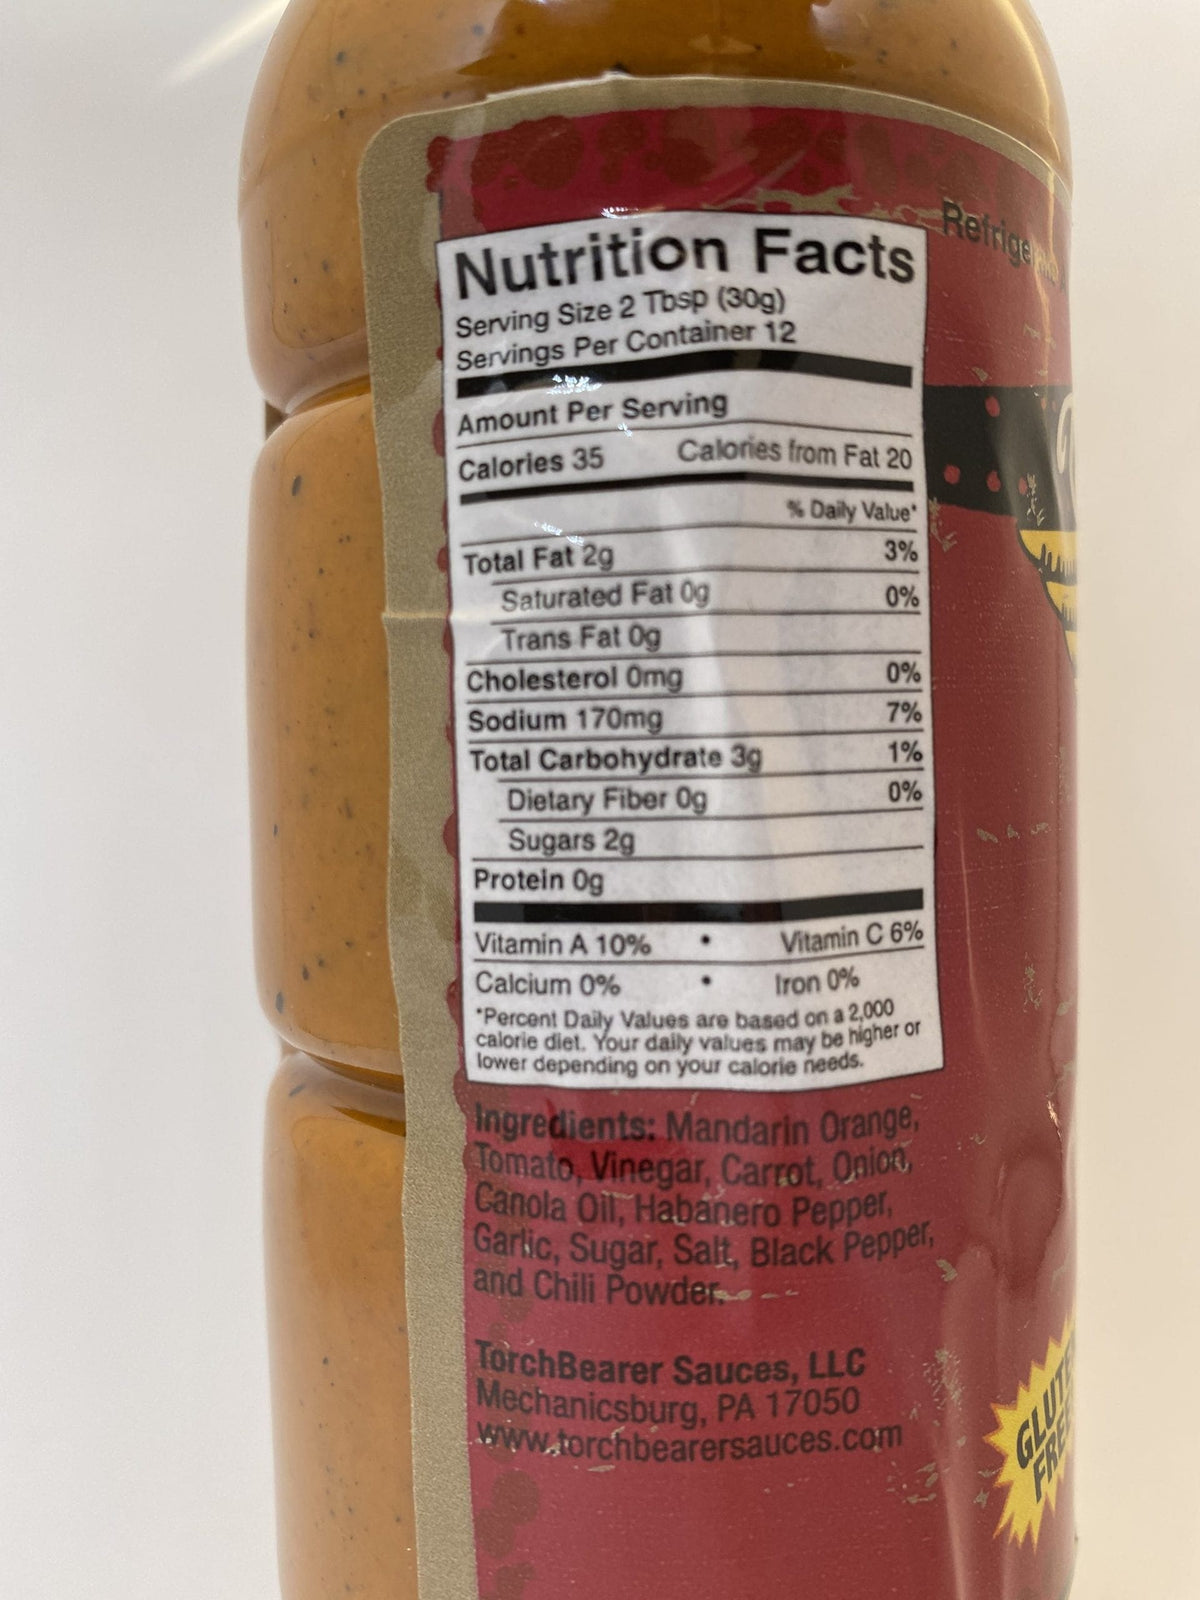 Nutrition Facts
Serving Size 2 Tbsp (30g)
Servings Per Container 12
Amount Per Serving
Calories 35 Calories from Fat 20
% Daily Value*
Total Fat 2g 3%
Saturated Fat 0g 0%
Trans Fat 0g
Cholesterol 0mg 0%
Sodium 170mg 7%
Total Carbohydrate 3g 1%
Dietary Fiber 0g 0%
Sugars 2g
Protein 0g
Vitamin A 10% • Vitamin C 6%
Calcium 0% • Iron 0%
*Percent Daily Values are based on a 2,000
calorie diet. Your daily values may be higher or
lower depending on your calorie needs.
Ingredients: Mandarin Orange,
Tomato, Vinegar, Carrot, Onion,
Canola Oil, Habanero Pepper,
Garlic, Sugar, Salt, Black Pepper,
and Chili Powder.
TorchBearer Sauces, LLC
Mechanicsburg, PA 17050
www.torchbearersauces.com